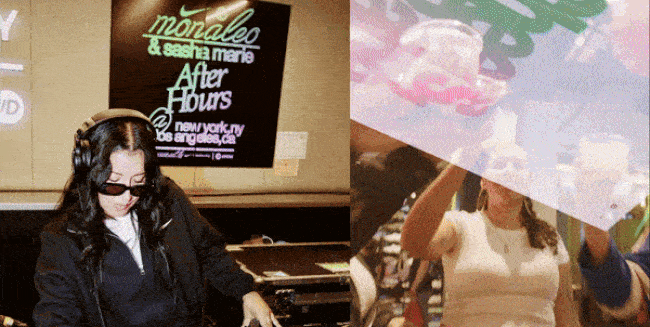 Y
D
monaleo
& sasha marie
After
Hours
@
new york,ny
los angeles,ca